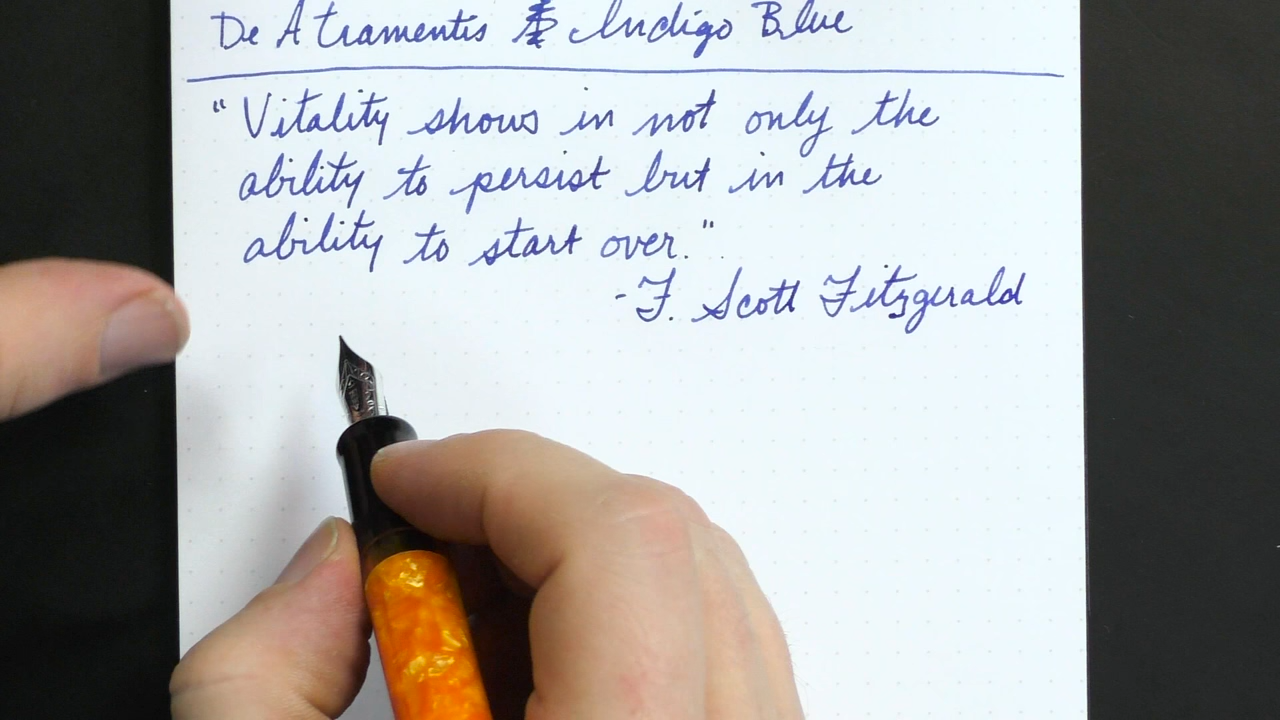 De Atramentis Indigo Blue
"Vitality shows in not only the
ability to persist but in the
ability to start over."
-F. Scott Fitzgerald